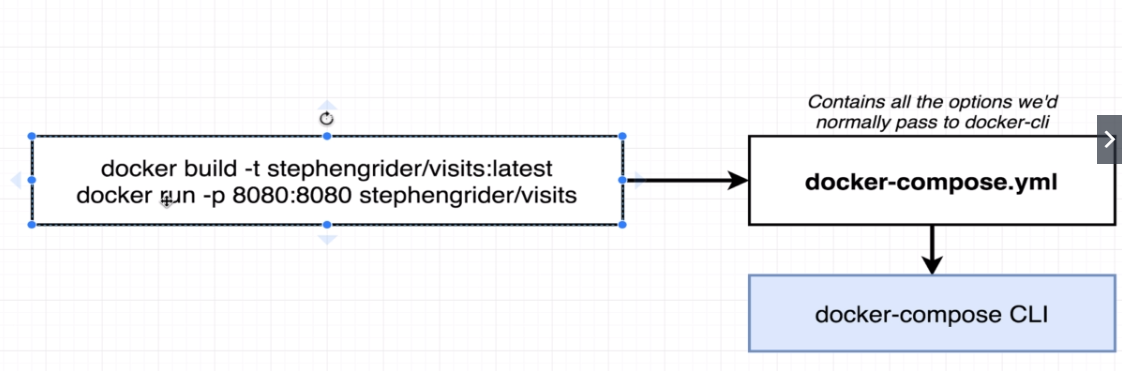 Contains all the options we'd
normally pass to docker-cli
docker build -t stephengrider/visits:latest
docker run -p 8080:8080 stephengrider/visits
docker-compose.yml
docker-compose CLI